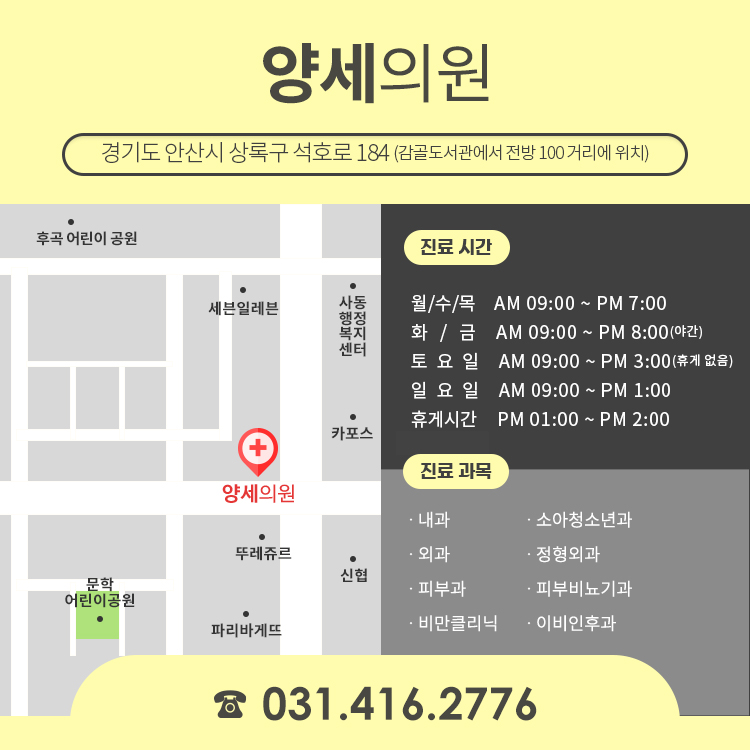 양세의원
경기도 안산시 상록구 석호로 184 (감골도서관에서 전방 100 거리에 위치)
후곡 어린이 공원
세븐일레븐
사동
행정
복지
센터
카포스
양세의원
뚜레쥬르
신협
문학
어린이공원
파리바게뜨
진료 시간
월/수/목 AM 09:00 ~ PM 7:00
화 / 금 AM 09:00 ~ PM 8:00(야간)
토 요 일 AM 09:00 ~ PM 3:00(휴게 없음)
일 요 일 AM 09:00 ~ PM 1:00
휴게시간 PM 01:00 ~ PM 2:00
진료 과목
· 내과 · 소아청소년과
· 외과 · 정형외과
· 피부과 · 피부비뇨기과
· 비만클리닉 · 이비인후과
☎ 031.416.2776